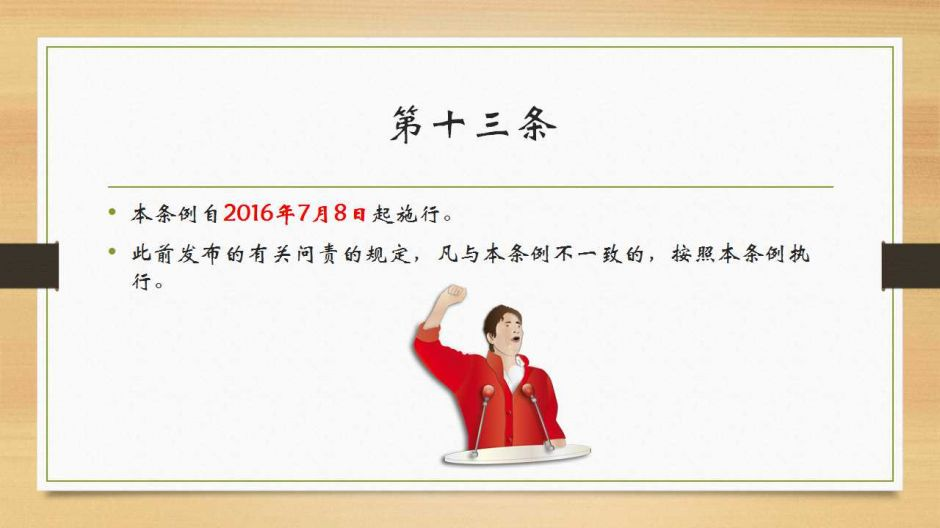 第十三条
• 本条例自2016年7月8日起施行。
• 此前发布的有关问责的规定，凡与本条例不一致的，按照本条例执
行。